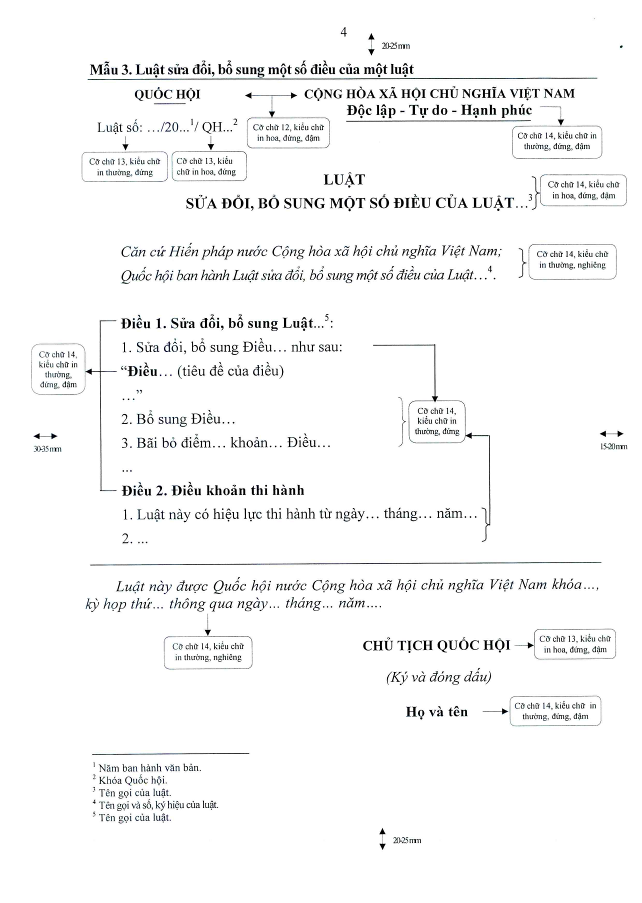 4
20-25mm
Mẫu 3. Luật sửa đổi, bổ sung một số điều của một luật
QUỐC HỘI
CỘNG HÒA XÃ HỘI CHỦ NGHĨA VIỆT NAM
Độc lập - Tự do - Hạnh phúc
Luật số: …/20...¹/ QH...²
Cỡ chữ 12, kiểu chữ
in hoa, đứng, đậm
Cỡ chữ 14, kiểu chữ in
thường, đứng, đậm
Cỡ chữ 13, kiểu chữ
in thường, đứng
Cỡ chữ 13, kiểu
chữ in hoa, đứng
LUẬT
SỬA ĐỔI, BỔ SUNG MỘT SỐ ĐIỀU CỦA LUẬT…³
Cỡ chữ 14, kiểu chữ
in hoa, đứng, đậm
Căn cứ Hiến pháp nước Cộng hòa xã hội chủ nghĩa Việt Nam;
Quốc hội ban hành Luật sửa đổi, bổ sung một số điều của Luật…⁴.
Cỡ chữ 14, kiểu chữ
in thường, nghiêng
Điều 1. Sửa đổi, bổ sung Luật...⁵:
1. Sửa đổi, bổ sung Điều… như sau:
“Điều… (tiêu đề của điều)
…”
2. Bổ sung Điều…
3. Bãi bỏ điểm… khoản… Điều…
...
Cỡ chữ 14,
kiểu chữ in
thường,
đứng, đậm
Cỡ chữ 14,
kiểu chữ in
thường, đứng
30-35mm
15-20mm
Điều 2. Điều khoản thi hành
1. Luật này có hiệu lực thi hành từ ngày… tháng… năm…
2. ...
Luật này được Quốc hội nước Cộng hòa xã hội chủ nghĩa Việt Nam khóa…,
kỳ họp thứ… thông qua ngày… tháng… năm….
Cỡ chữ 14, kiểu chữ
in thường, nghiêng
CHỦ TỊCH QUỐC HỘI
Cỡ chữ 13, kiểu chữ
in hoa, đứng, đậm
(Ký và đóng dấu)
Họ và tên
Cỡ chữ 14, kiểu chữ in
thường, đứng, đậm
¹ Năm ban hành văn bản.
² Khóa Quốc hội.
³ Tên gọi của luật.
⁴ Tên gọi và số, ký hiệu của luật.
⁵ Tên gọi của luật.
20-25mm